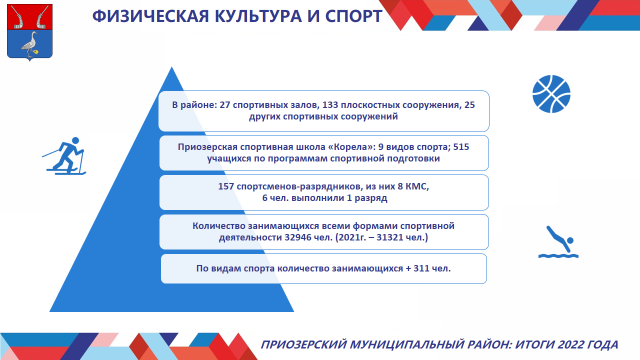 ФИЗИЧЕСКАЯ КУЛЬТУРА И СПОРТ
В районе: 27 спортивных залов, 133 плоскостных сооружения, 25
других спортивных сооружений
Приозерская спортивная школа «Корела»: 9 видов спорта; 515
учащихся по программам спортивной подготовки
157 спортсменов-разрядников, из них 8 КМС,
6 чел. выполнили 1 разряд
Количество занимающихся всеми формами спортивной
деятельности 32946 чел. (2021г. – 31321 чел.)
По видам спорта количество занимающихся + 311 чел.
ПРИОЗЕРСКИЙ МУНИЦИПАЛЬНЫЙ РАЙОН: ИТОГИ 2022 ГОДА